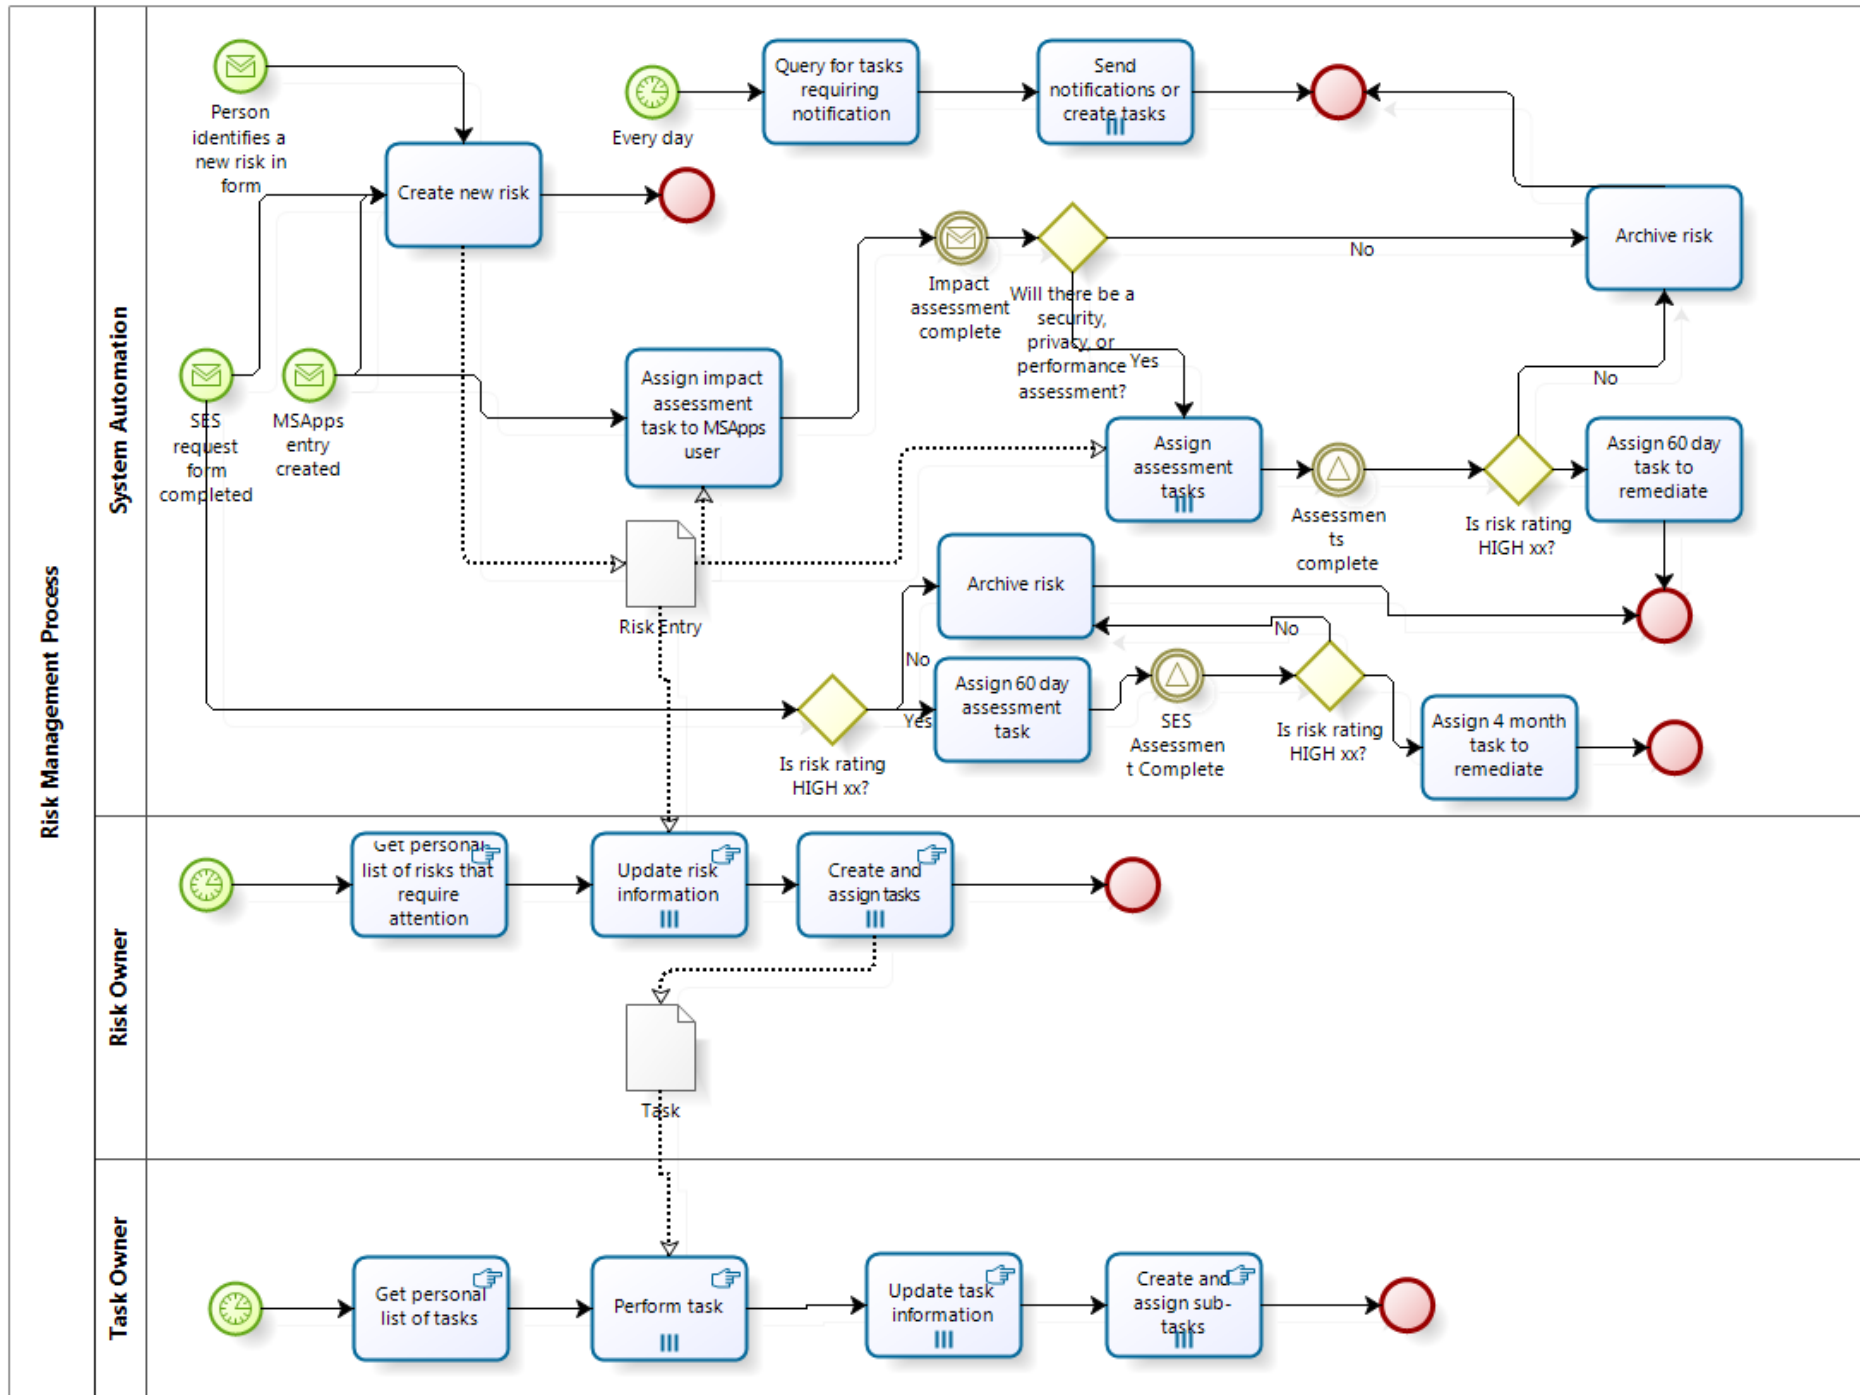 Risk Management Process
System Automation
Person
identifies a
new risk in
form
Create new risk
Every day
Query for tasks
requiring
notification
Send
notifications or
create tasks
Archive risk
Impact
assessment
complete
Will there be a
security,
privacy, or
performance
assessment?
No
Yes
SES
request
form
completed
MSApps
entry
created
Assign impact
assessment
task to MSApps
user
Assign
assessment
tasks
Assessmen
ts
complete
Is risk rating
HIGH xx?
No
Assign 60 day
task to
remediate
Risk Entry
Archive risk
No
Yes
Is risk rating
HIGH xx?
Assign 60 day
assessment
task
SES
Assessmen
t Complete
No
Is risk rating
HIGH xx?
Assign 4 month
task to
remediate
Risk Owner
Get personal
list of risks that
require
attention
Update risk
information
Create and
assign tasks
Task
Task Owner
Get personal
list of tasks
Perform task
Update task
information
Create and
assign sub-
tasks